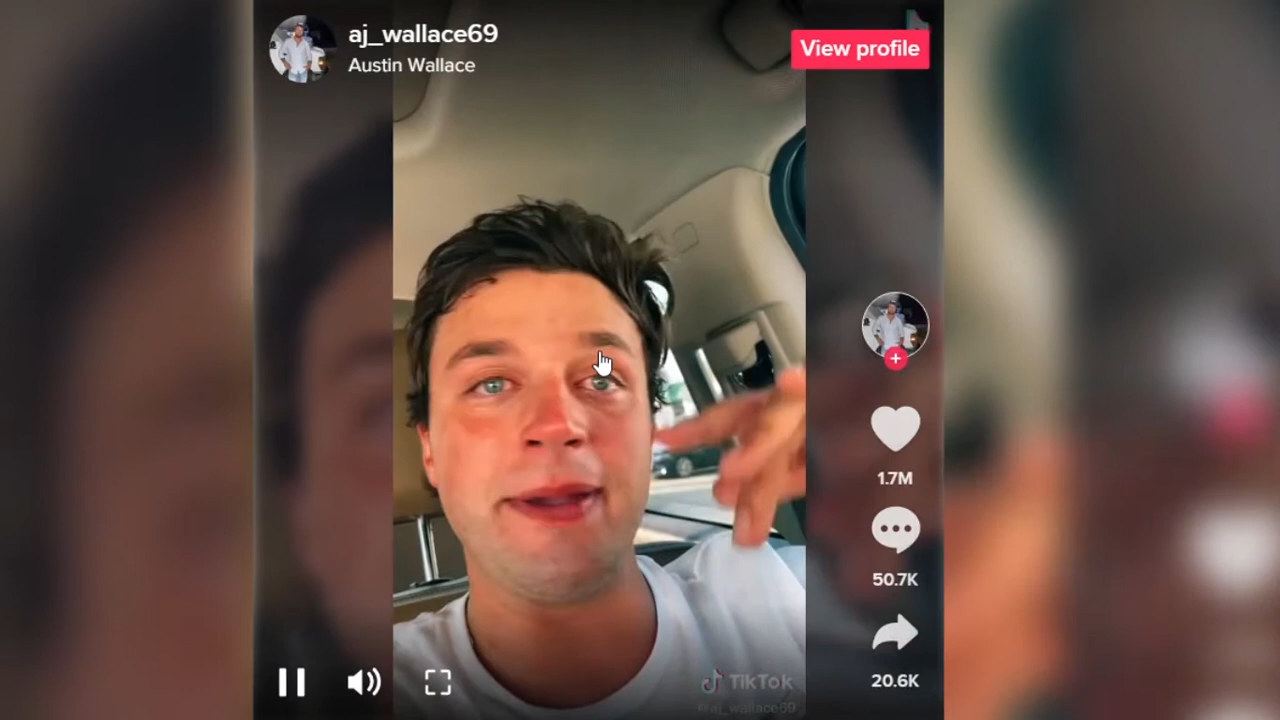 aj_wallace69
Austin Wallace
View profile
1.7M
50.7K
20.6K
TikTok
@aj_wallace69